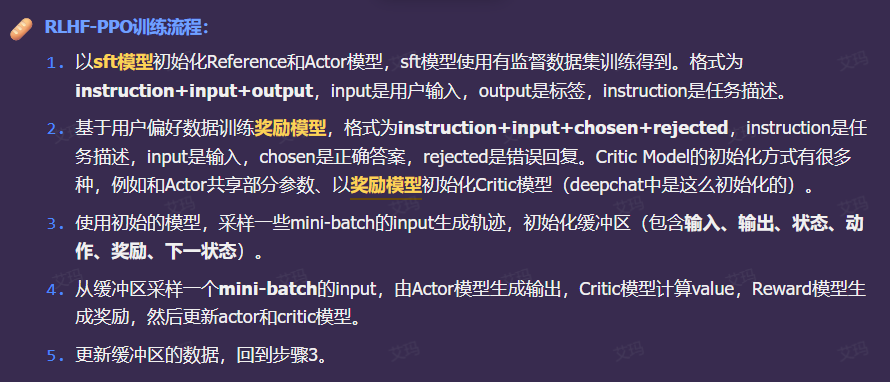 RLHF-PPO训练流程：
1. 以sft模型初始化Reference和Actor模型，sft模型使用有监督数据集训练得到。格式为
instruction+input+output，input是用户输入，output是标签，instruction是任务描述。
2. 基于用户偏好数据训练奖励模型，格式为instruction+input+chosen+rejected，instruction是任
务描述，input是输入，chosen是正确答案，rejected是错误回复。Critic Model的初始化方式有很多
种，例如和Actor共享部分参数、以奖励模型初始化Critic模型（deepchat中是这么初始化的）。
3. 使用初始的模型，采样一些mini-batch的input生成轨迹，初始化缓冲区（包含输入、输出、状态、动
作、奖励、下一状态）。
4. 从缓冲区采样一个mini-batch的input，由Actor模型生成输出，Critic模型计算value，Reward模型生
成奖励，然后更新actor和critic模型。
5. 更新缓冲区的数据，回到步骤3。
艾玛
艾玛
艾玛
艾玛
艾玛
艾玛
艾玛
艾玛
艾玛